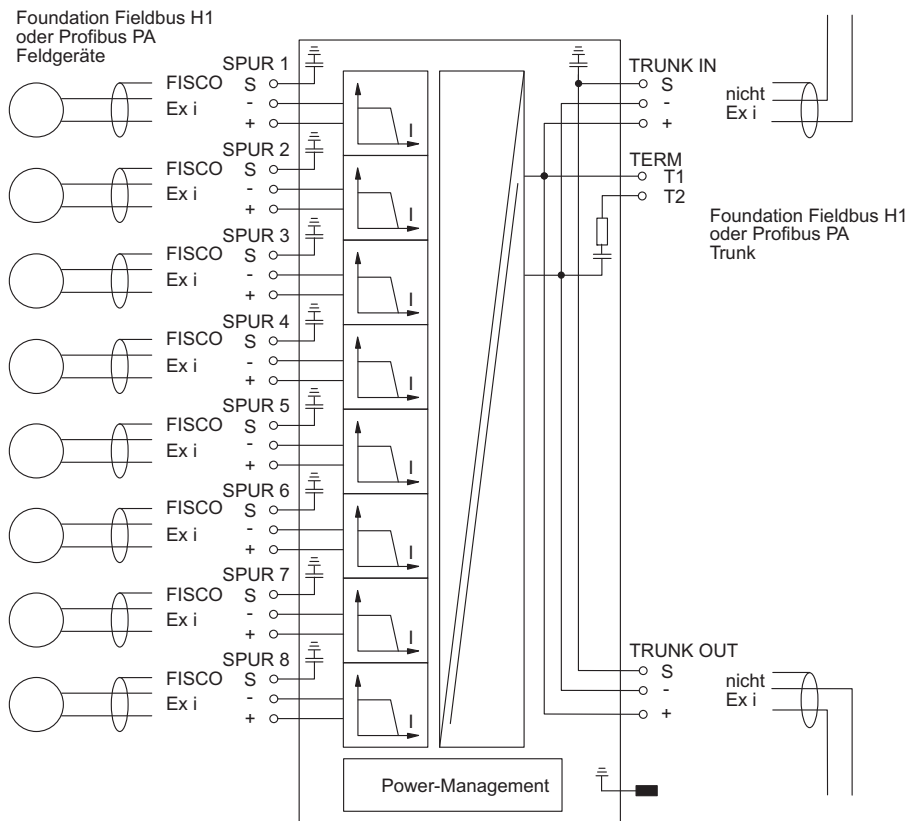 Foundation Fieldbus H1
oder Profibus PA
Feldgeräte
SPUR 1
FISCO S
Ex i -
+
I
SPUR 2
FISCO S
Ex i -
+
I
SPUR 3
FISCO S
Ex i -
+
I
SPUR 4
FISCO S
Ex i -
+
I
SPUR 5
FISCO S
Ex i -
+
I
SPUR 6
FISCO S
Ex i -
+
I
SPUR 7
FISCO S
Ex i -
+
I
SPUR 8
FISCO S
Ex i -
+
I
Power-Management
TRUNK IN
S
-
+
nicht
Ex i
TERM
T1
T2
Foundation Fieldbus H1
oder Profibus PA
Trunk
TRUNK OUT
S
-
+
nicht
Ex i